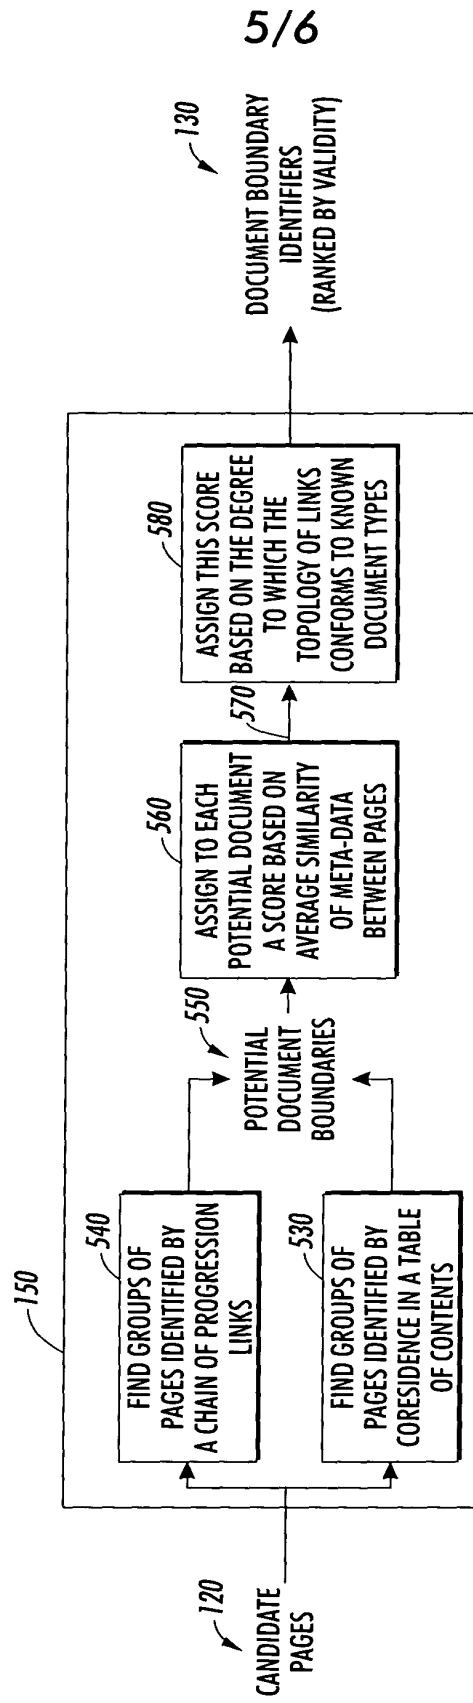 5/6
150
120
CANDIDATE
PAGES
540
FIND GROUPS OF
PAGES IDENTIFIED BY
A CHAIN OF PROGRESSION
LINKS
530
FIND GROUPS OF
PAGES IDENTIFIED BY
CORESIDENCE IN A TABLE
OF CONTENTS
550
POTENTIAL
DOCUMENT
BOUNDARIES
560
ASSIGN TO EACH
POTENTIAL DOCUMENT
A SCORE BASED ON
AVERAGE SIMILARITY
OF META-DATA
BETWEEN PAGES
570
580
ASSIGN THIS SCORE
BASED ON THE DEGREE
TO WHICH THE
TOPOLOGY OF LINKS
CONFORMS TO KNOWN
DOCUMENT TYPES
130
DOCUMENT BOUNDARY
IDENTIFIERS
(RANKED BY VALIDITY)